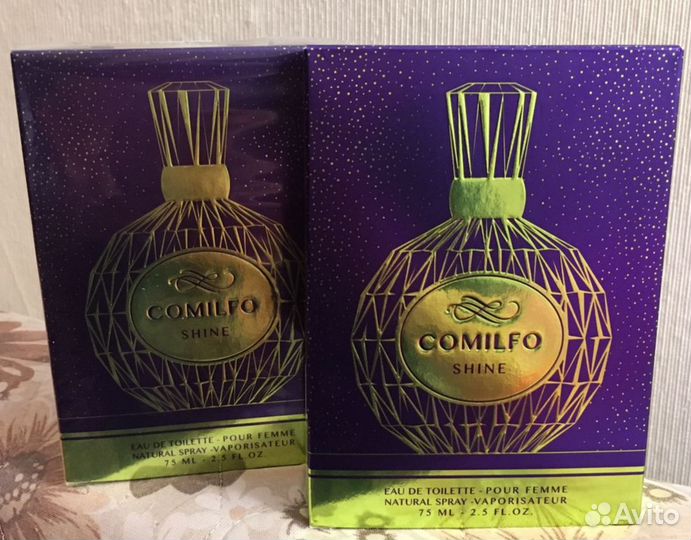 COMILFO
SHINE
EAU DE TOILETTE - POUR FEMME
NATURAL SPRAY - VAPORISATEUR
75 ML - 2.5 FL.OZ.
COMILFO
SHINE
EAU DE TOILETTE - POUR FEMME
NATURAL SPRAY - VAPORISATEUR
75 ML - 2.5 FL.OZ.
Avito